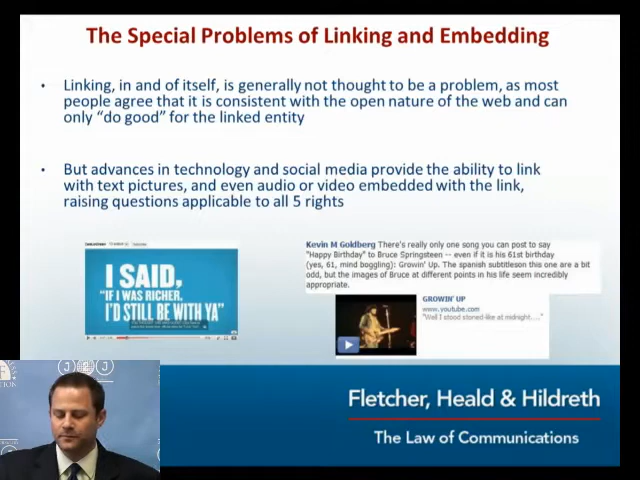 The Special Problems of Linking and Embedding
• Linking, in and of itself, is generally not thought to be a problem, as most
people agree that it is consistent with the open nature of the web and can
only “do good” for the linked entity
• But advances in technology and social media provide the ability to link
with text pictures, and even audio or video embedded with the link,
raising questions applicable to all 5 rights
I SAID,
"IF I WAS RICHER,
I'D STILL BE WITH YA"
Kevin M Goldberg There's really only one song you can post to say
"Happy Birthday" to Bruce Springsteen -- even if it is his 61st birthday
(yes, 61, mind boggling): Growin' Up. The spanish subtitleson this one are a bit
odd, but the images of Bruce at different points in his life seem incredibly
appropriate.
GROWIN' UP
www.youtube.com
"Well I stood stoned-like at midnight...."
Fletcher, Heald & Hildreth
The Law of Communications